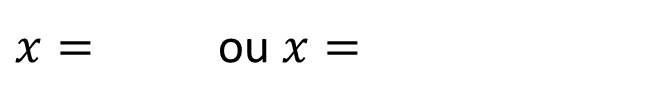 𝑥 = ou 𝑥 =